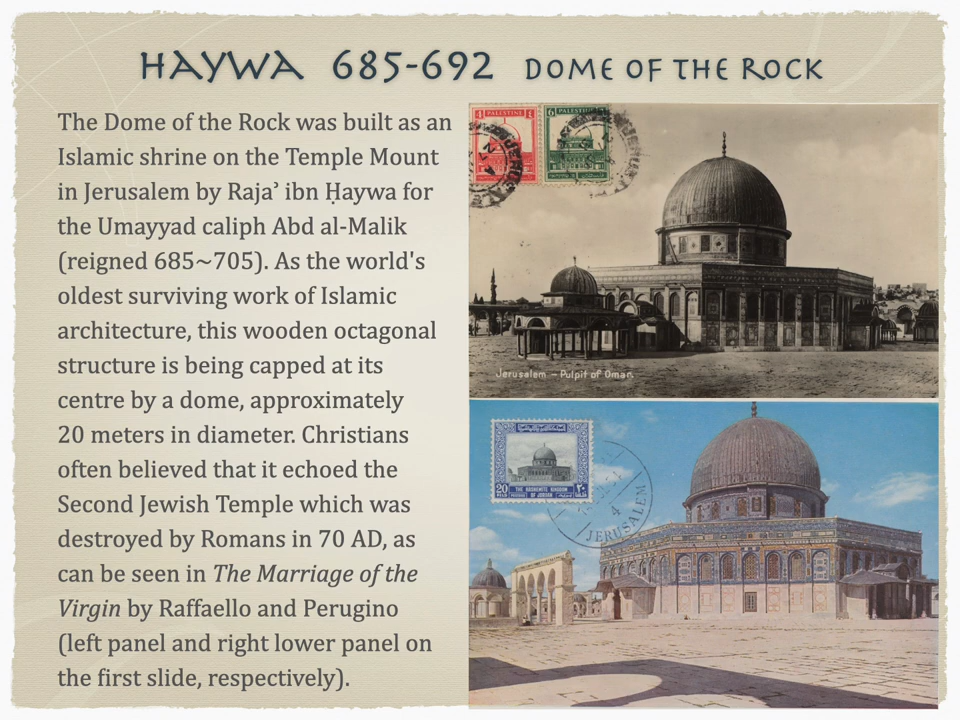 HAYWA 685-692 DOME OF THE ROCK
The Dome of the Rock was built as an
Islamic shrine on the Temple Mount
in Jerusalem by Rajaʾ ibn Ḥaywa for
the Umayyad caliph Abd al-Malik
(reigned 685~705). As the world's
oldest surviving work of Islamic
architecture, this wooden octagonal
structure is being capped at its
centre by a dome, approximately
20 meters in diameter. Christians
often believed that it echoed the
Second Jewish Temple which was
destroyed by Romans in 70 AD, as
can be seen in The Marriage of the
Virgin by Raffaello and Perugino
(left panel and right lower panel on
the first slide, respectively).
PALESTINE
PALESTINE
Jerusalem – Pulpit of Omar.
20
THE HASHEMITE KINGDOM
OF JORDAN
٢٠
JERUSALEM